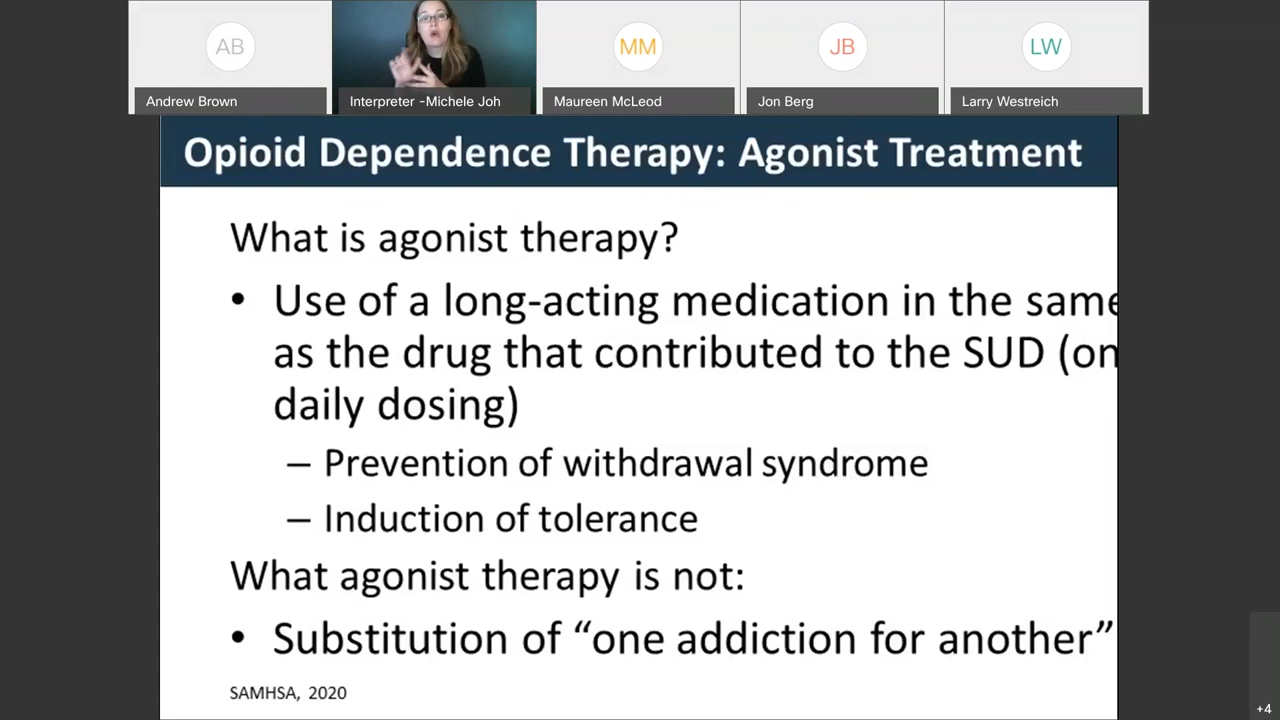 AB
MM
JB
LW
Andrew Brown
Interpreter -Michele Joh
Maureen McLeod
Jon Berg
Larry Westreich
Opioid Dependence Therapy: Agonist Treatment
What is agonist therapy?
• Use of a long-acting medication in the same
as the drug that contributed to the SUD (on
daily dosing)
– Prevention of withdrawal syndrome
– Induction of tolerance
What agonist therapy is not:
• Substitution of “one addiction for another”
SAMHSA, 2020
+4